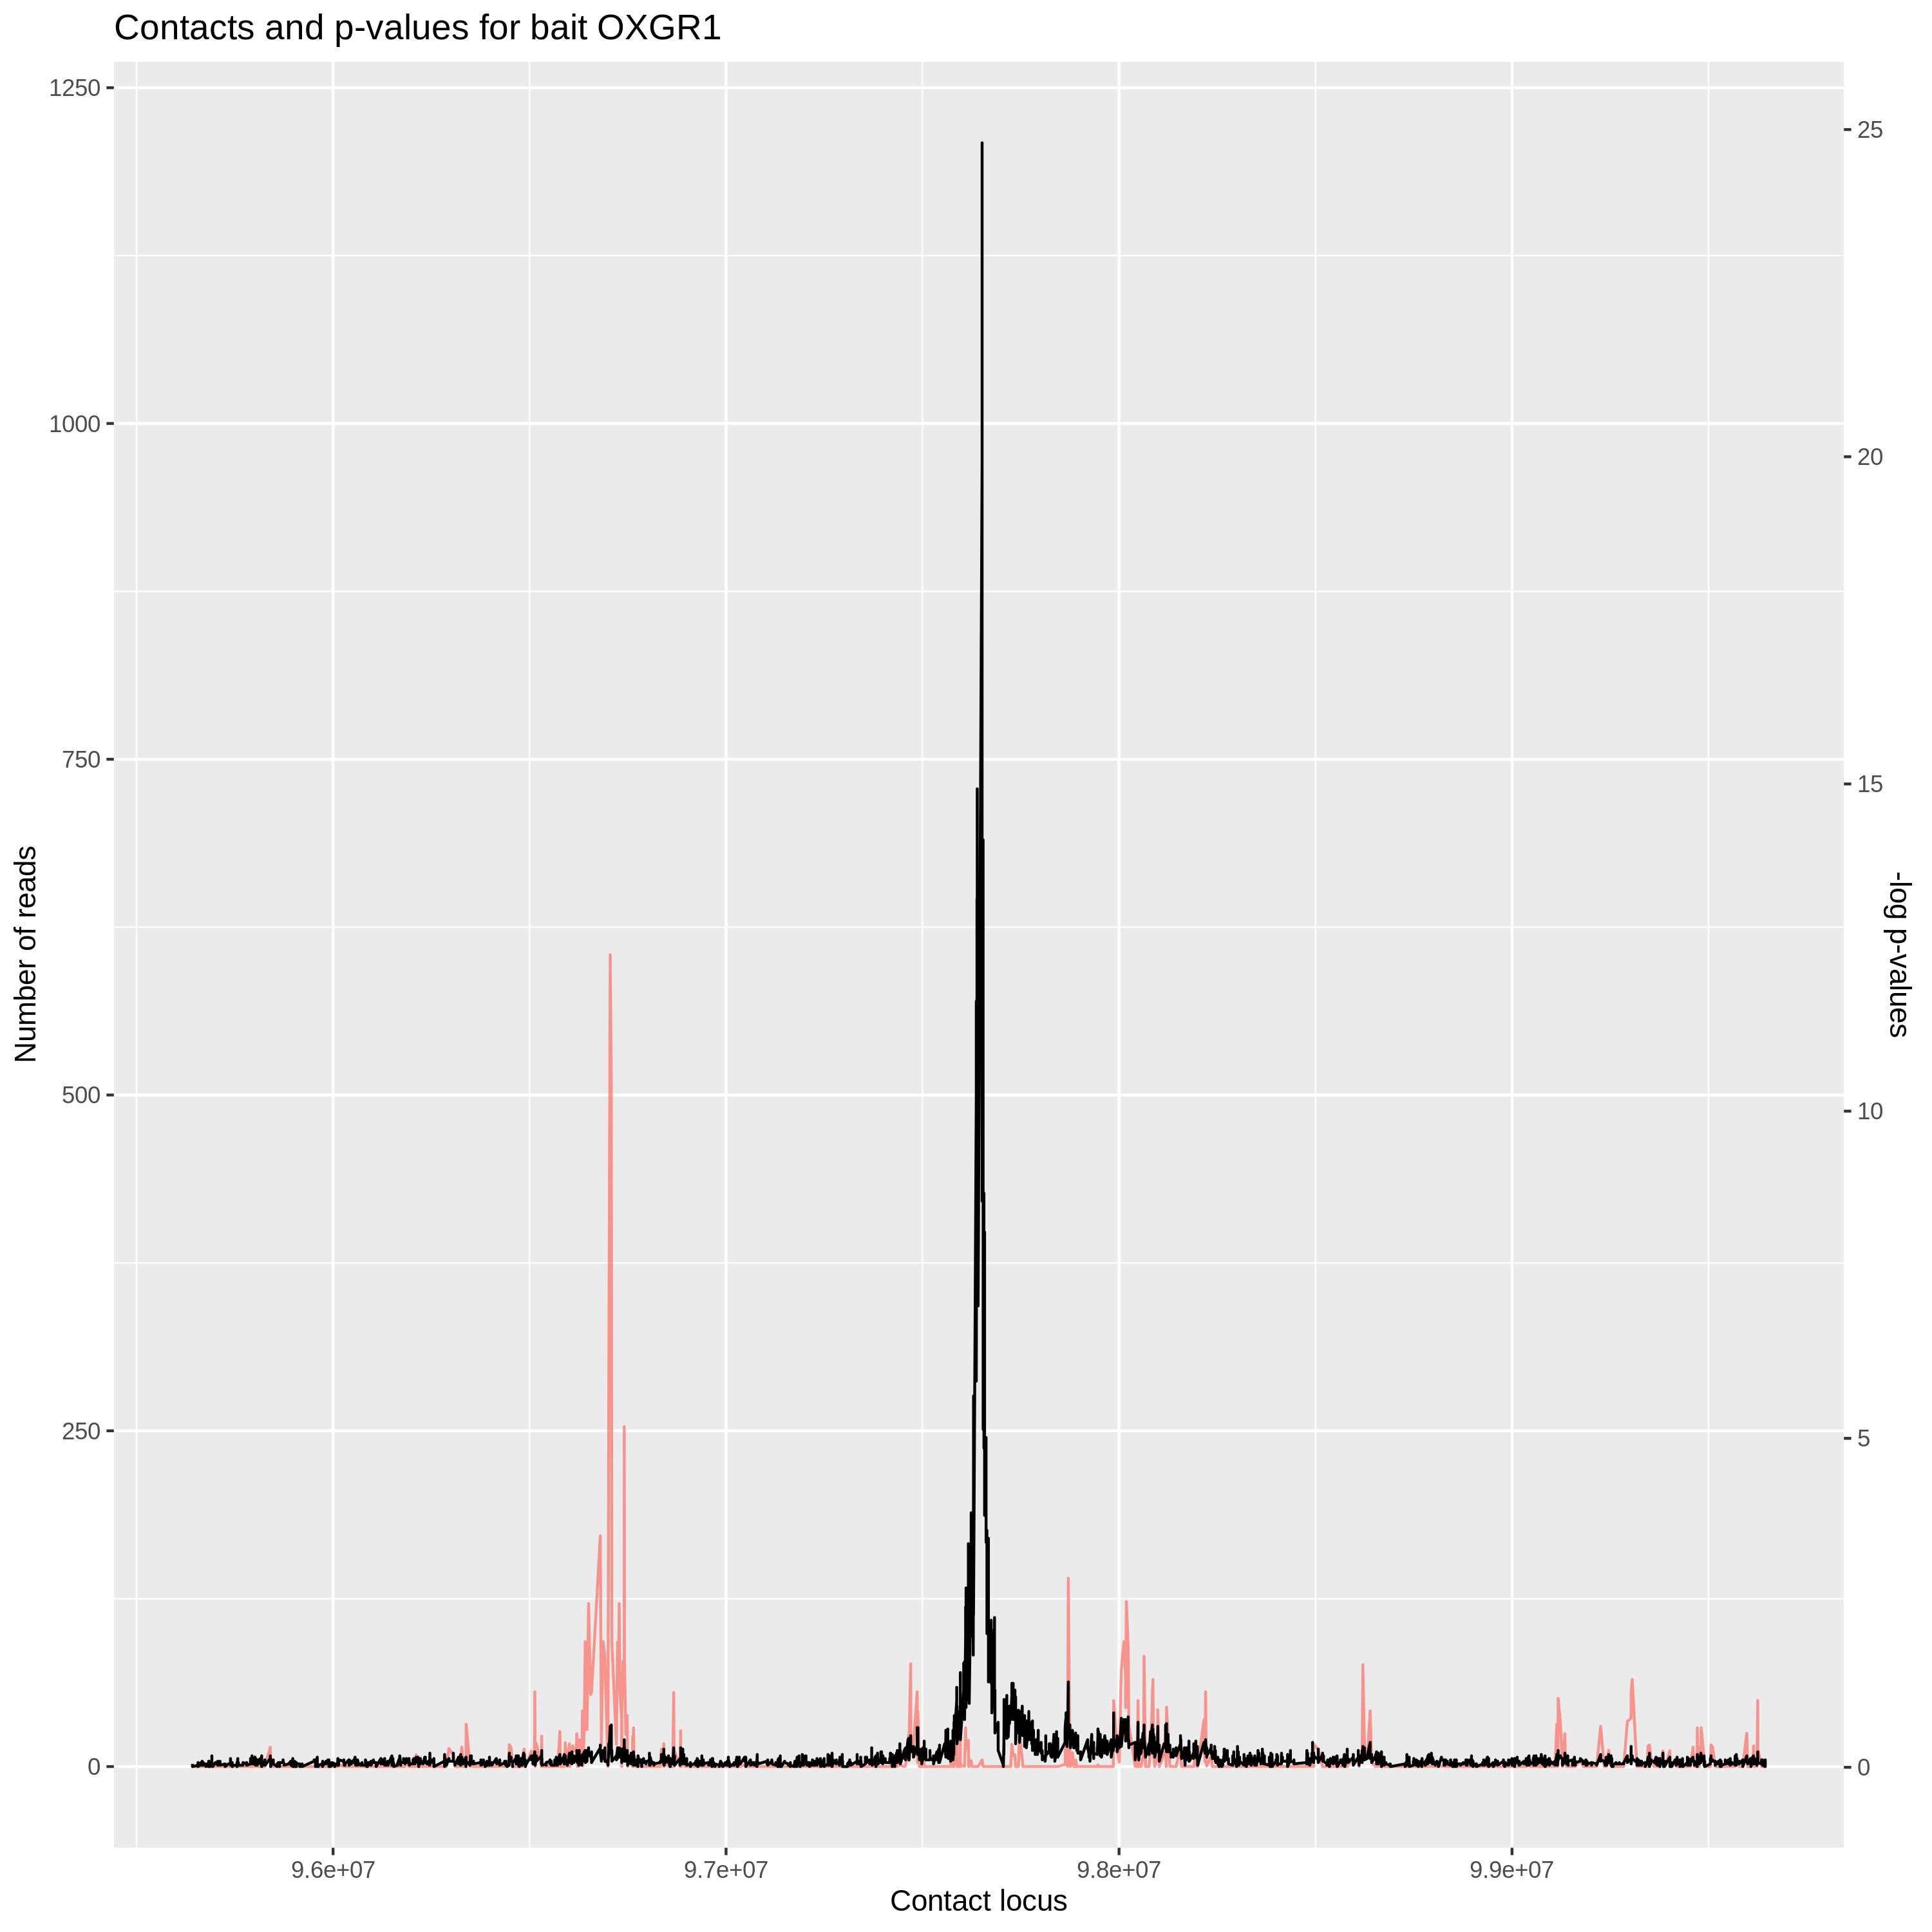 Contacts and p-values for bait OXGR1
1250
1000
750
500
250
0
Number of reads
25
20
15
10
5
0
-log p-values
9.6e+07 9.7e+07 9.8e+07 9.9e+07
Contact locus